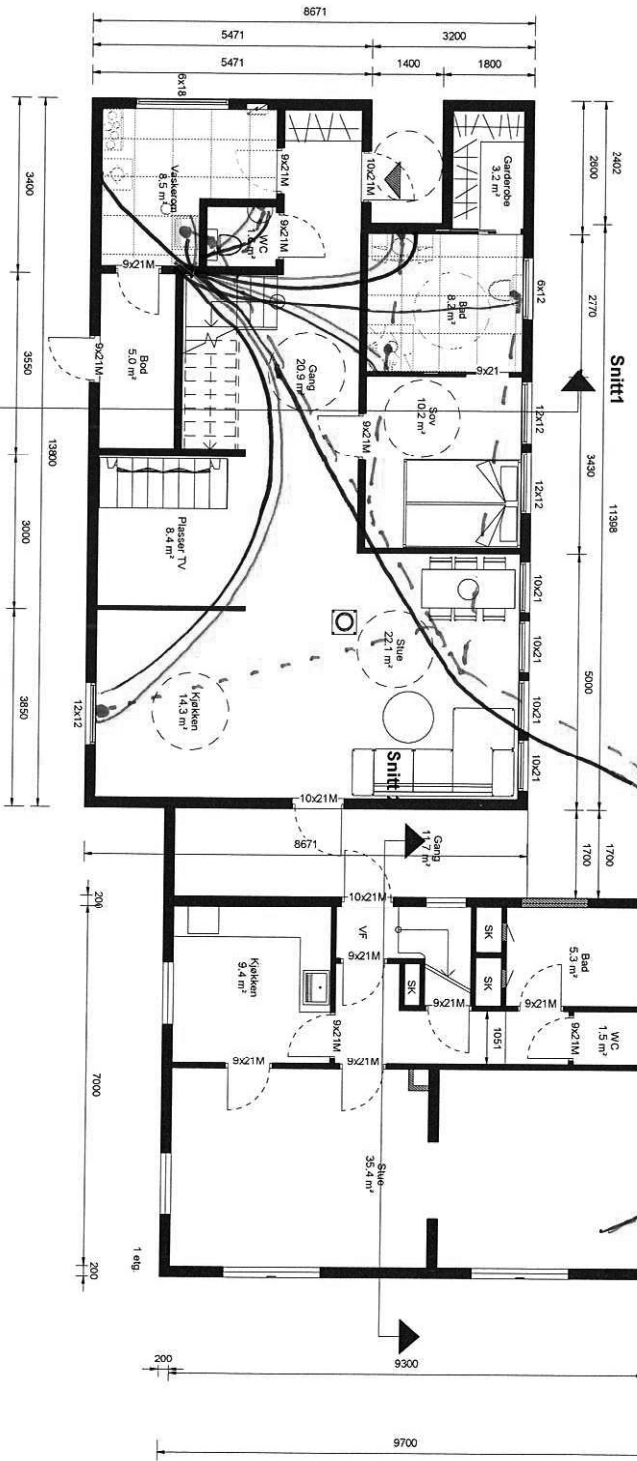 8671
5471
3200
5471
1400
1800
6x18
Vaskerom
8.5 m²
9x21M
10x21M
Garderobe
3.2 m²
2402
2600
3400
WC
9x21M
9x21M
Bad
8.2 m²
6x12
2770
9x21
Snitt1
Bod
5.0 m²
9x21M
3550
Gang
20.9 m²
Sov
10.2 m²
9x21M
12x12
12x12
3430
11398
13800
Plasser TV
8.4 m²
3000
10x21
10x21
10x21
10x21
Stue
22.1 m²
5000
Kjøkken
14.3 m²
12x12
3850
Snitt
10x21M
Gang
11.7 m²
8671
1700
1700
200
10x21M
VF
SK
SK
SK
Bad
5.3 m²
Kjøkken
9.4 m²
9x21M
9x21M
9x21M
9x21M
1051
9x21M
WC
1.5 m²
9x21M
9x21M
7000
Stue
35.4 m²
1 etg.
200
200
9300
9700